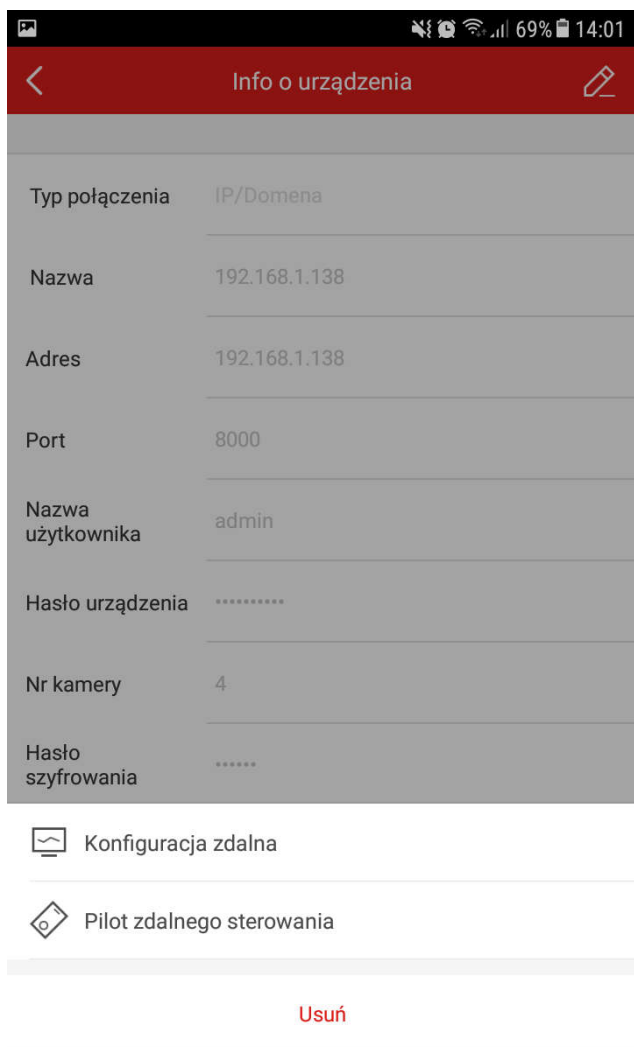 69% 14:01
Info o urządzenia
Typ połączenia IP/Domena
Nazwa 192.168.1.138
Adres 192.168.1.138
Port 8000
Nazwa
użytkownika admin
Hasło urządzenia ••••••••••
Nr kamery 4
Hasło
szyfrowania ••••••
Konfiguracja zdalna
Pilot zdalnego sterowania
Usuń